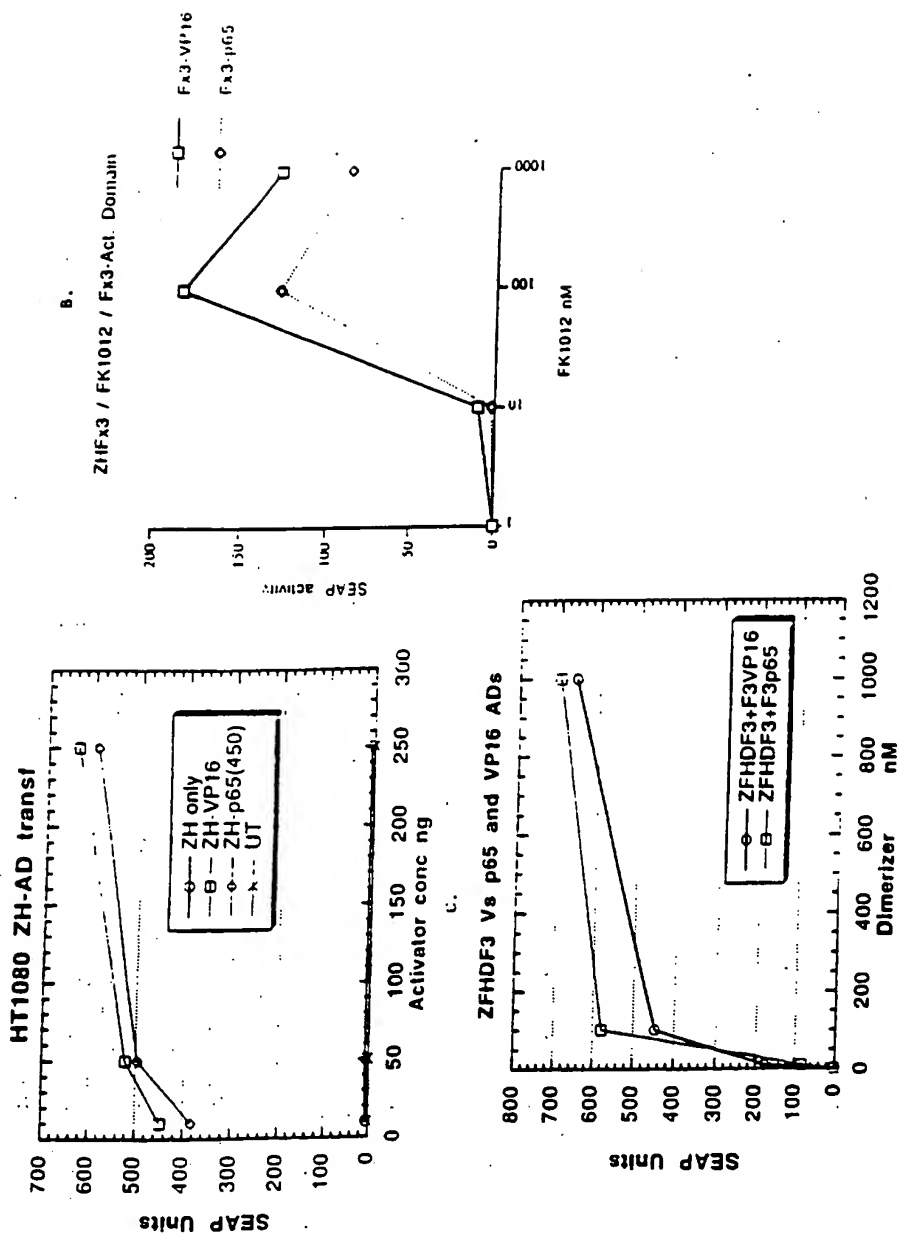 HT1080 ZH-AD transf
SEAP Units
700
600
500
400
300
200
100
0
0
50
100
150
200
250
300
Activator conc ng
ZH only
ZH-VP16
ZH-p65(450)
UT
B.
ZHFx3 / FK1012 / Fx3-Act. Domain
SEAP activity
200
150
100
50
0
1
10
100
1000
FK1012 nM
Fx3-VP16
Fx3-p65
C.
ZFHDF3 Vs p65 and VP16 ADs
SEAP Units
800
700
600
500
400
300
200
100
0
0
200
400
600
800
1000
1200
Dimerizer nM
ZFHDF3+F3VP16
ZFHDF3+F3p65